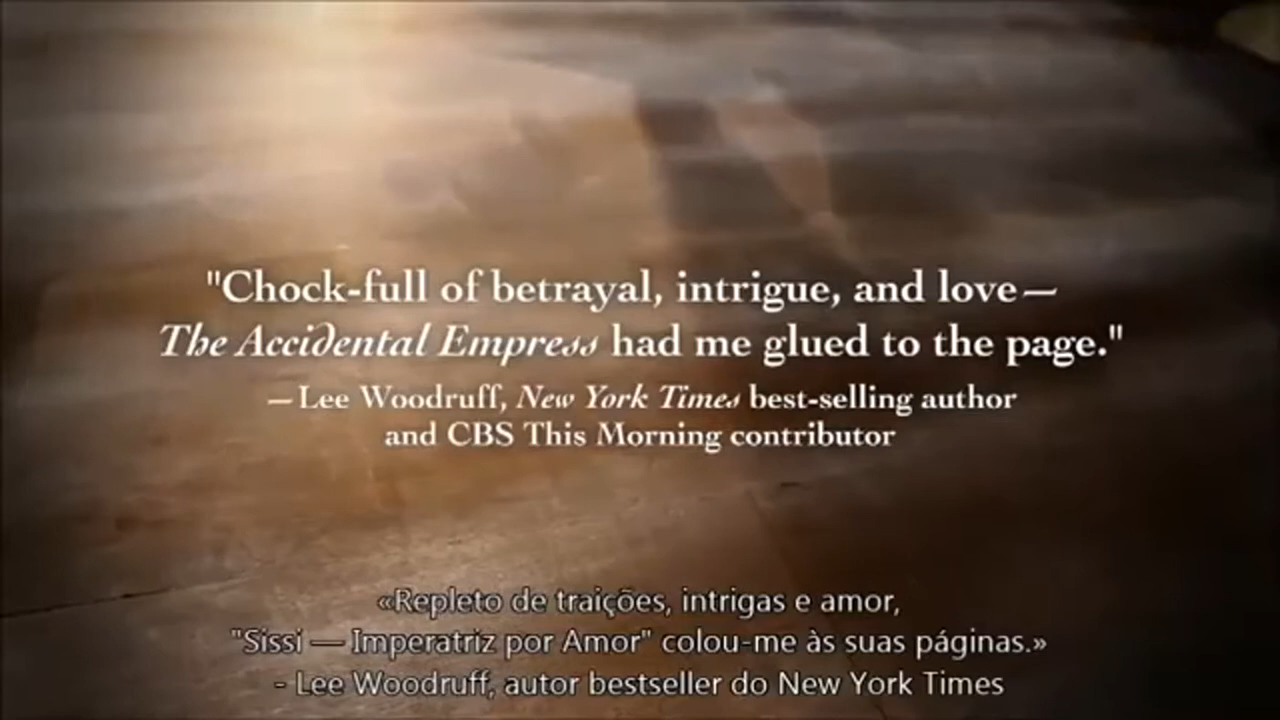 "Chock-full of betrayal, intrigue, and love—
The Accidental Empress had me glued to the page."
—Lee Woodruff, New York Times best-selling author
and CBS This Morning contributor
«Repleto de traições, intrigas e amor,
"Sissi — Imperatriz por Amor" colou-me às suas páginas.»
- Lee Woodruff, autor bestseller do New York Times